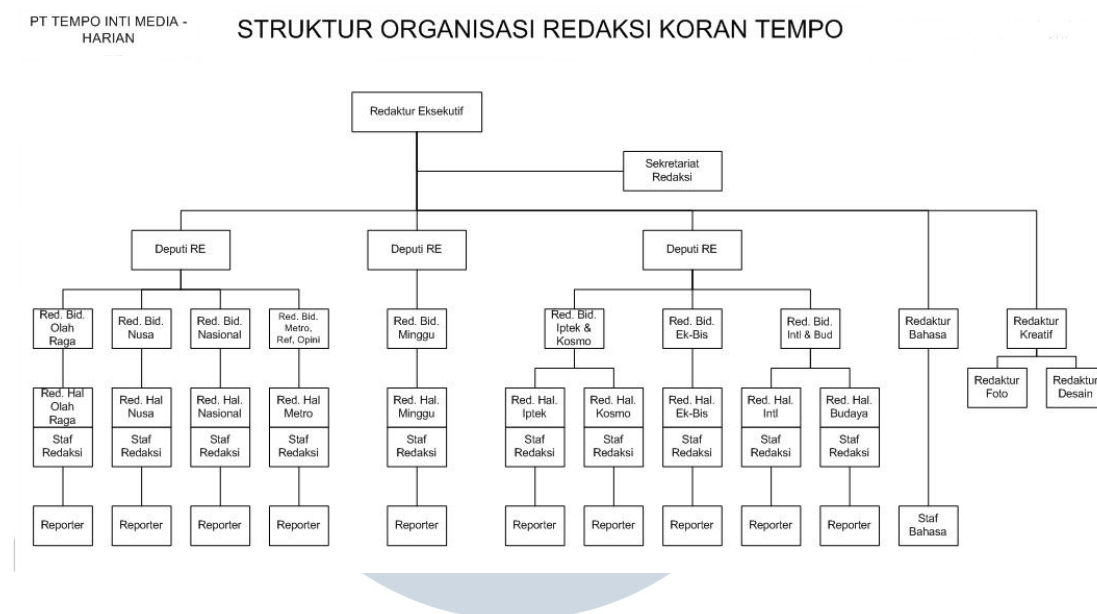 PT TEMPO INTI MEDIA -
HARIAN
STRUKTUR ORGANISASI REDAKSI KORAN TEMPO
Redaktur Eksekutif
Sekretariat
Redaksi
Deputi RE
Deputi RE
Deputi RE
Red. Bid.
Olah
Raga
Red. Bid.
Nusa
Red. Bid.
Nasional
Red. Bid.
Metro,
Ref, Opini
Red. Bid.
Minggu
Red. Bid.
Iptek &
Kosmo
Red. Bid.
Ek-Bis
Red. Bid.
Intl & Bud
Redaktur
Bahasa
Redaktur
Kreatif
Redaktur
Foto
Redaktur
Desain
Red. Hal
Olah
Raga
Red. Hal
Nusa
Red. Hal.
Nasional
Red. Hal
Metro
Red. Hal.
Minggu
Red. Hal.
Iptek
Red. Hal.
Kosmo
Red. Hal.
Ek-Bis
Red. Hal.
Intl
Red. Hal.
Budaya
Staf
Redaksi
Staf
Redaksi
Staf
Redaksi
Staf
Redaksi
Staf
Redaksi
Staf
Redaksi
Staf
Redaksi
Staf
Redaksi
Staf
Redaksi
Staf
Redaksi
Reporter
Reporter
Reporter
Reporter
Reporter
Reporter
Reporter
Reporter
Reporter
Reporter
Staf
Bahasa